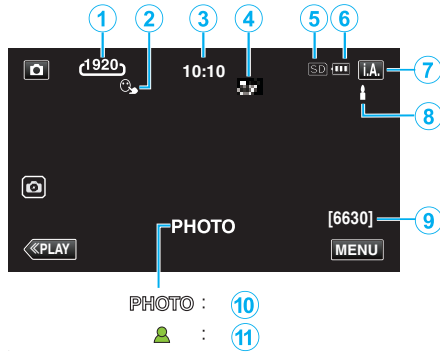 1 2 3 4 5 6
1920 10:10 SD i.A. 7
8
[6630] 9
PHOTO
≪PLAY MENU
PHOTO : 10
: 11